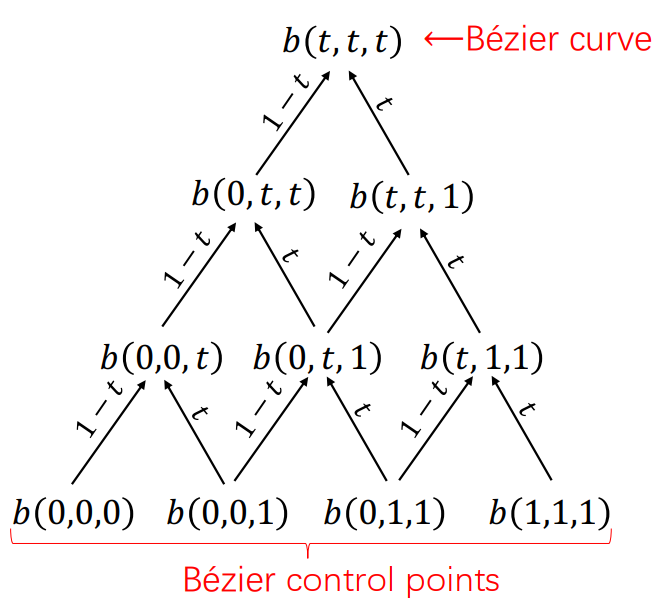 b(t, t, t) ←Bézier curve
1 − t t
b(0, t, t) b(t, t, 1)
1 − t t 1 − t t
b(0,0, t) b(0, t, 1) b(t, 1,1)
1 − t t 1 − t t 1 − t t
b(0,0,0) b(0,0,1) b(0,1,1) b(1,1,1)
Bézier control points